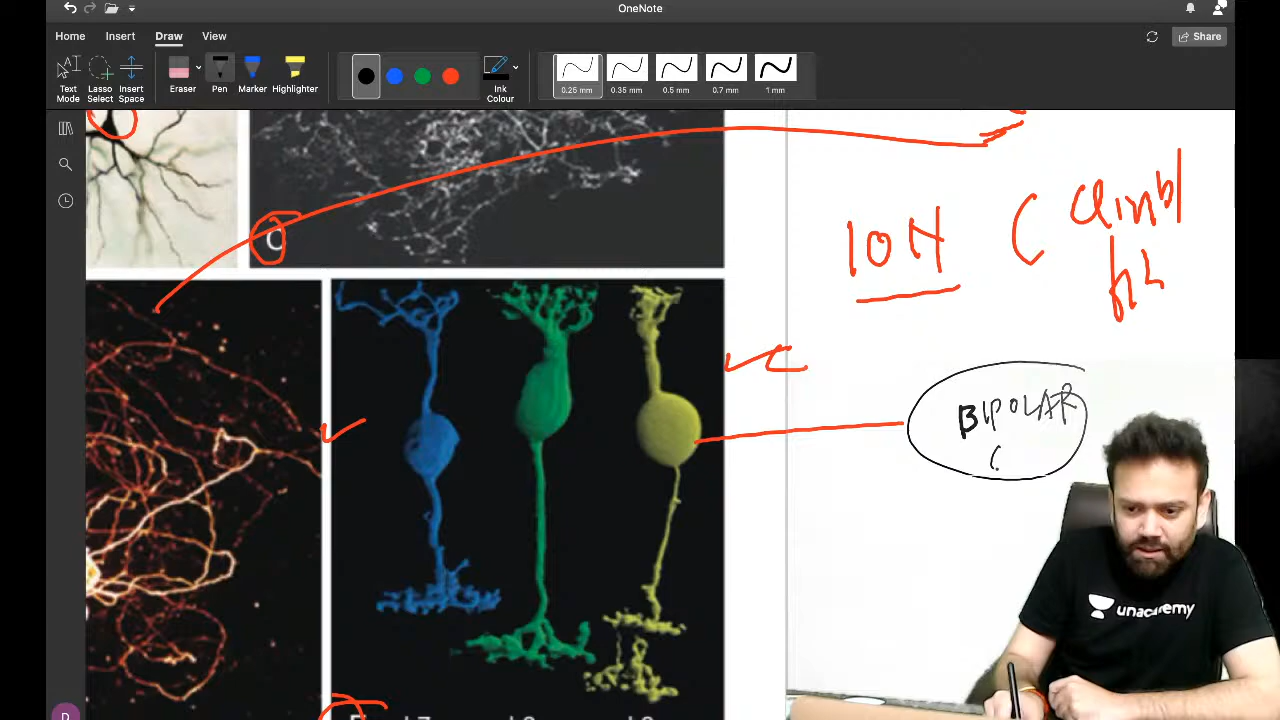 OneNote
Home Insert Draw View
Share
Text Mode
Lasso Select
Insert Space
Eraser
Pen
Marker
Highlighter
Ink Colour
0.25 mm
0.35 mm
0.5 mm
0.7 mm
1 mm
C
ION (
BIPOLAR
(
unacademy
D